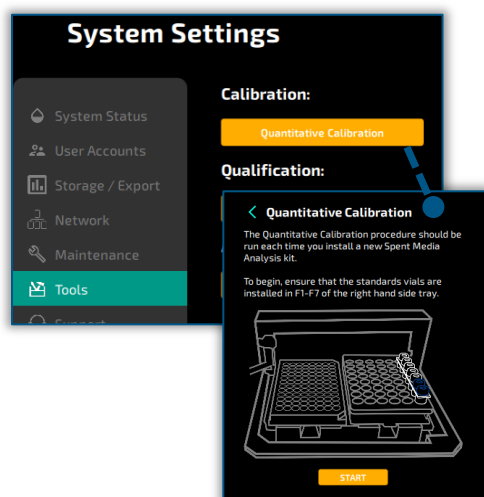 System Settings
System Status
User Accounts
Storage / Export
Network
Maintenance
Tools
Support
Calibration:
Quantitative Calibration
Qualification:
Quantitative Calibration
The Quantitative Calibration procedure should be
run each time you install a new Spent Media
Analysis kit.
To begin, ensure that the standards vials are
installed in F1-F7 of the right hand side tray.
START